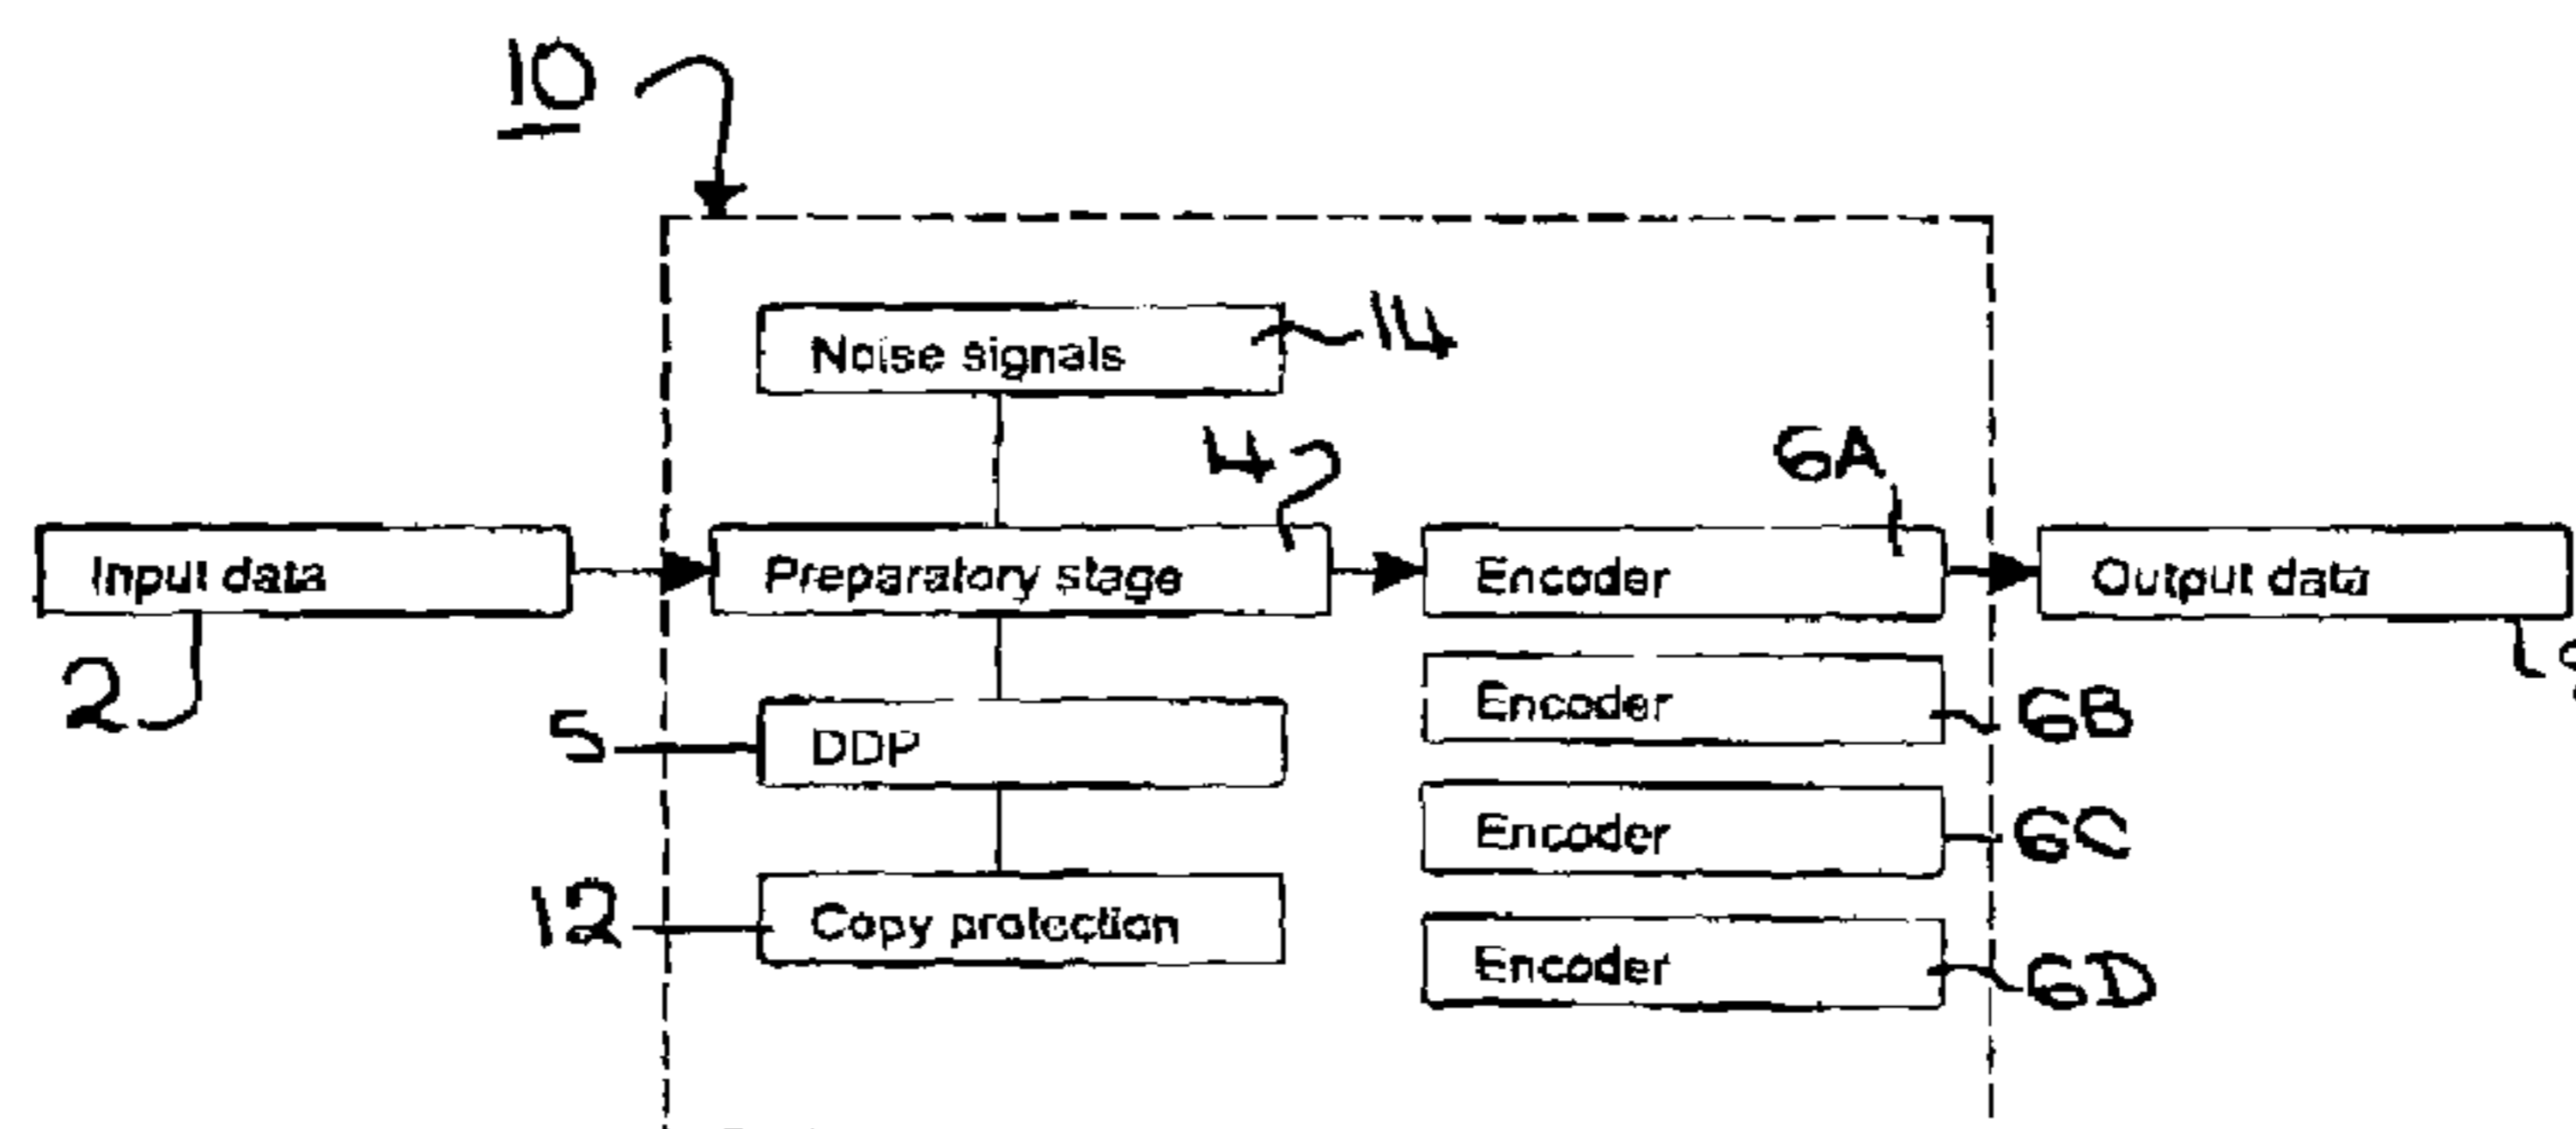 10
Noise signals 14
4 6A
Input data Preparatory stage Encoder Output data
2 Encoder 6B
5 DDP
Encoder 6C
12 Copy protection
Encoder 6D